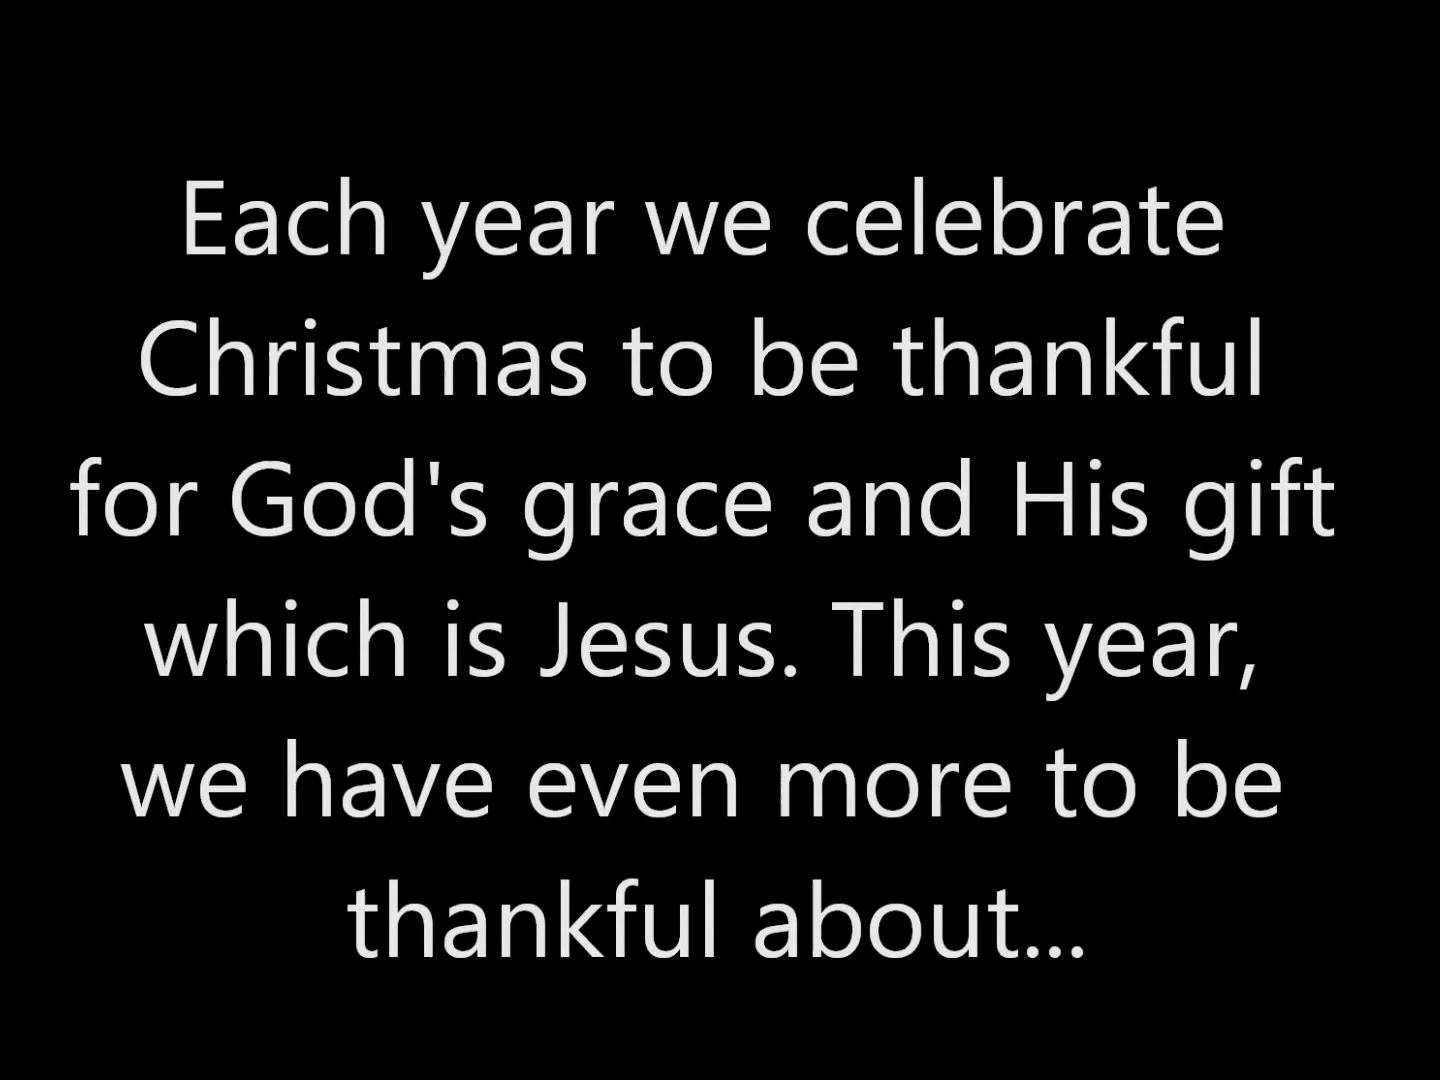 Each year we celebrate
Christmas to be thankful
for God's grace and His gift
which is Jesus. This year,
we have even more to be
thankful about...